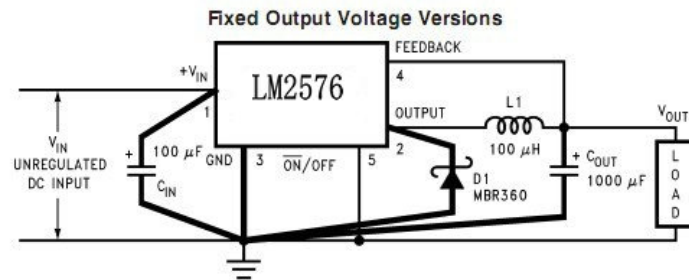 Fixed Output Voltage Versions
FEEDBACK
+VIN
4
LM2576
1
OUTPUT
L1
VOUT
VIN
UNREGULATED
DC INPUT
+
100 μF
CIN
GND
3
ON/OFF
5
2
100 μH
D1
MBR360
+
COUT
1000 μF
LOAD